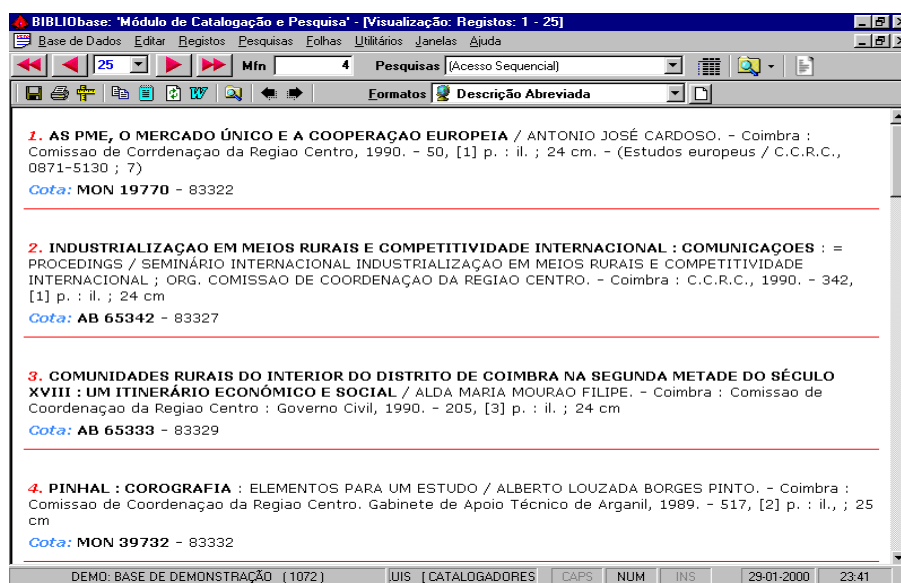 BIBLIObase: 'Módulo de Catalogação e Pesquisa' - [Visualização: Registos: 1 - 25]
Base de Dados Editar Registos Pesquisas Folhas Utilitários Janelas Ajuda
25 Mfn 4 Pesquisas (Acesso Sequencial)
Formatos Descrição Abreviada
1. AS PME, O MERCADO ÚNICO E A COOPERAÇAO EUROPEIA / ANTONIO JOSÉ CARDOSO. - Coimbra :
Comissao de Corrdenaçao da Regiao Centro, 1990. - 50, [1] p. : il. ; 24 cm. - (Estudos europeus / C.C.R.C.,
0871-5130 ; 7)
Cota: MON 19770 - 83322
2. INDUSTRIALIZAÇAO EM MEIOS RURAIS E COMPETITIVIDADE INTERNACIONAL : COMUNICAÇOES : =
PROCEDINGS / SEMINÁRIO INTERNACIONAL INDUSTRIALIZAÇAO EM MEIOS RURAIS E COMPETITIVIDADE
INTERNACIONAL ; ORG. COMISSAO DE COORDENAÇAO DA REGIAO CENTRO. - Coimbra : C.C.R.C., 1990. - 342,
[1] p. : il. ; 24 cm
Cota: AB 65342 - 83327
3. COMUNIDADES RURAIS DO INTERIOR DO DISTRITO DE COIMBRA NA SEGUNDA METADE DO SÉCULO
XVIII : UM ITINERÁRIO ECONÓMICO E SOCIAL / ALDA MARIA MOURAO FILIPE. - Coimbra : Comissao de
Coordenaçao da Regiao Centro : Governo Civil, 1990. - 205, [3] p. : il. ; 24 cm
Cota: AB 65333 - 83329
4. PINHAL : COROGRAFIA : ELEMENTOS PARA UM ESTUDO / ALBERTO LOUZADA BORGES PINTO. - Coimbra :
Comissao de Coordenaçao da Regiao Centro. Gabinete de Apoio Técnico de Arganil, 1989. - 517, [2] p. : il., ; 25
cm
Cota: MON 39732 - 83332
DEMO: BASE DE DEMONSTRAÇÃO (1072) UIS [CATALOGADORES CAPS NUM INS 29-01-2000 23:41